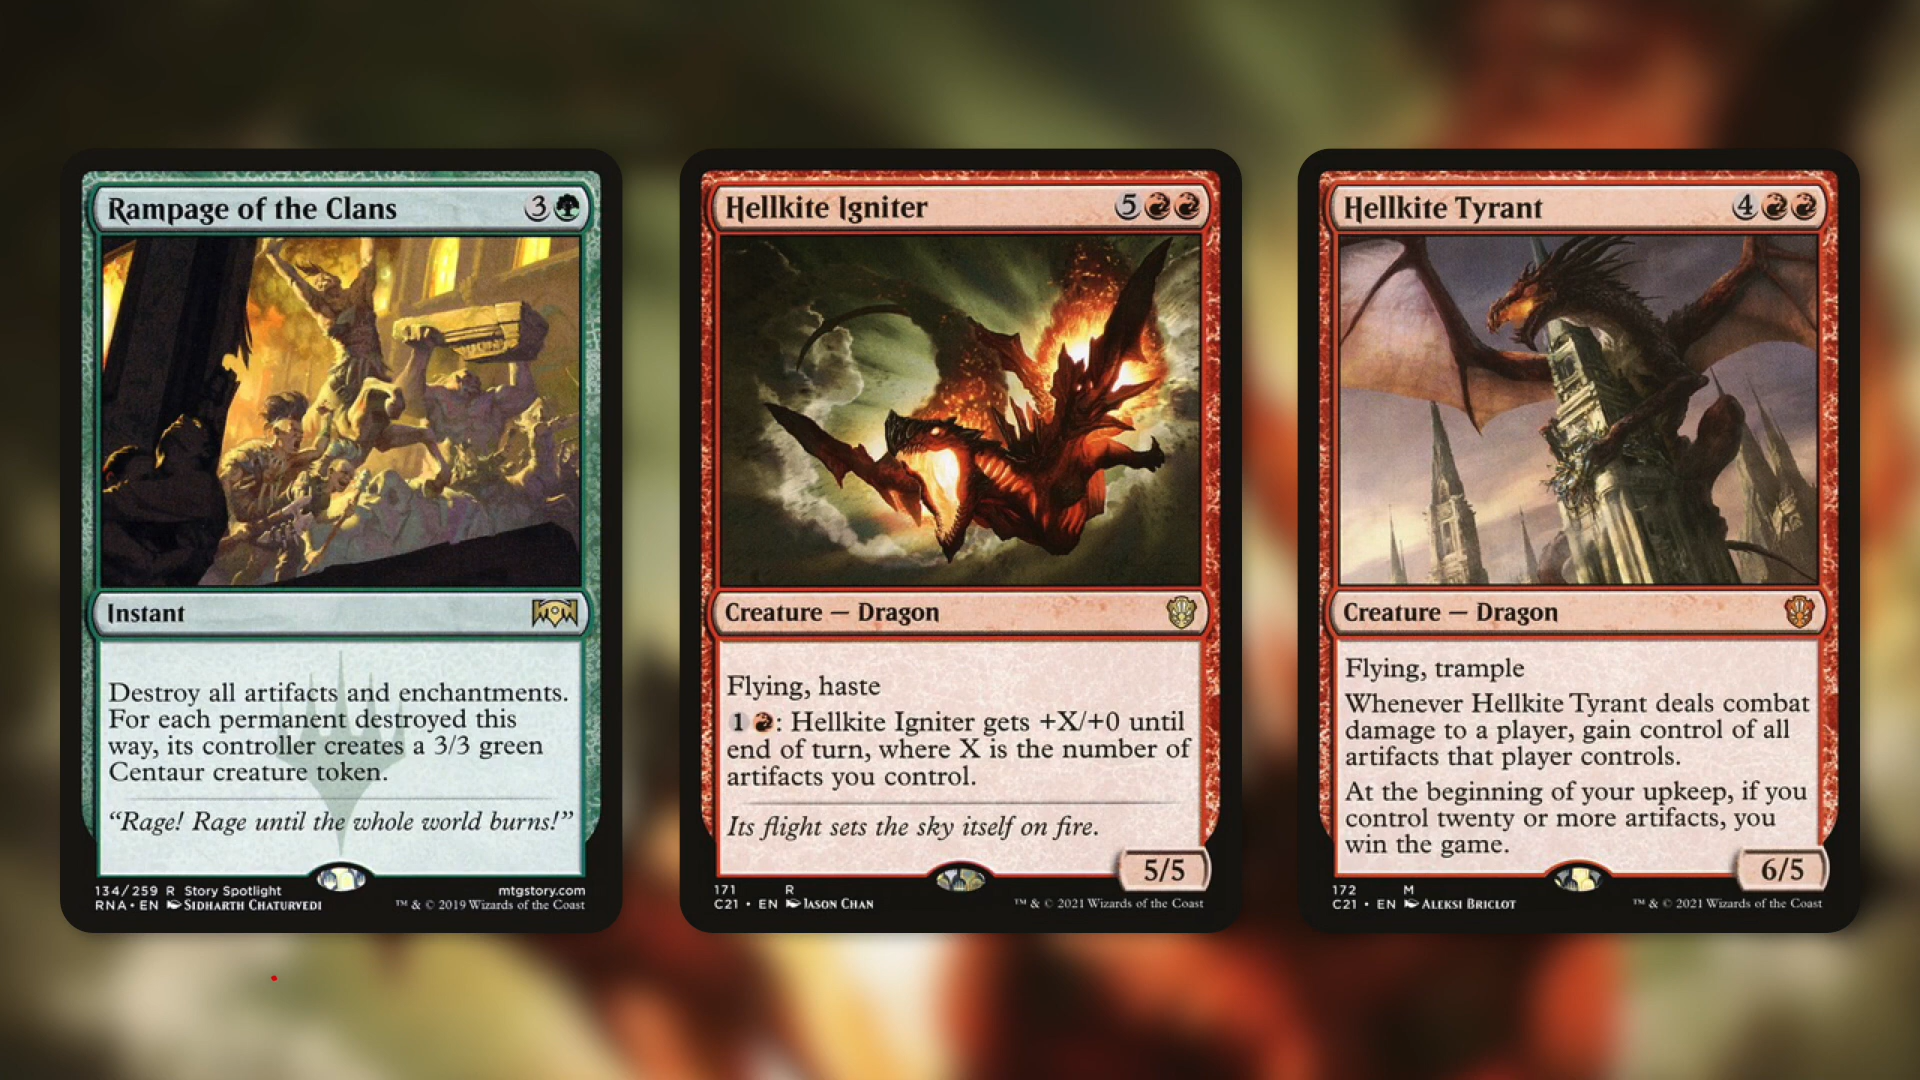 Rampage of the Clans 3
Instant
Destroy all artifacts and enchantments.
For each permanent destroyed this
way, its controller creates a 3/3 green
Centaur creature token.
“Rage! Rage until the whole world burns!”
134/259 R Story Spotlight mtgstory.com
RNA • EN SIDHARTH CHATURVEDI ™ & © 2019 Wizards of the Coast
Hellkite Igniter 5
Creature — Dragon
Flying, haste
1 : Hellkite Igniter gets +X/+0 until
end of turn, where X is the number of
artifacts you control.
Its flight sets the sky itself on fire.
5/5
171 R
C21 • EN JASON CHAN ™ & © 2021 Wizards of the Coast
Hellkite Tyrant 4
Creature — Dragon
Flying, trample
Whenever Hellkite Tyrant deals combat
damage to a player, gain control of all
artifacts that player controls.
At the beginning of your upkeep, if you
control twenty or more artifacts, you
win the game.
6/5
172 M
C21 • EN ALEKSI BRICLOT ™ & © 2021 Wizards of the Coast